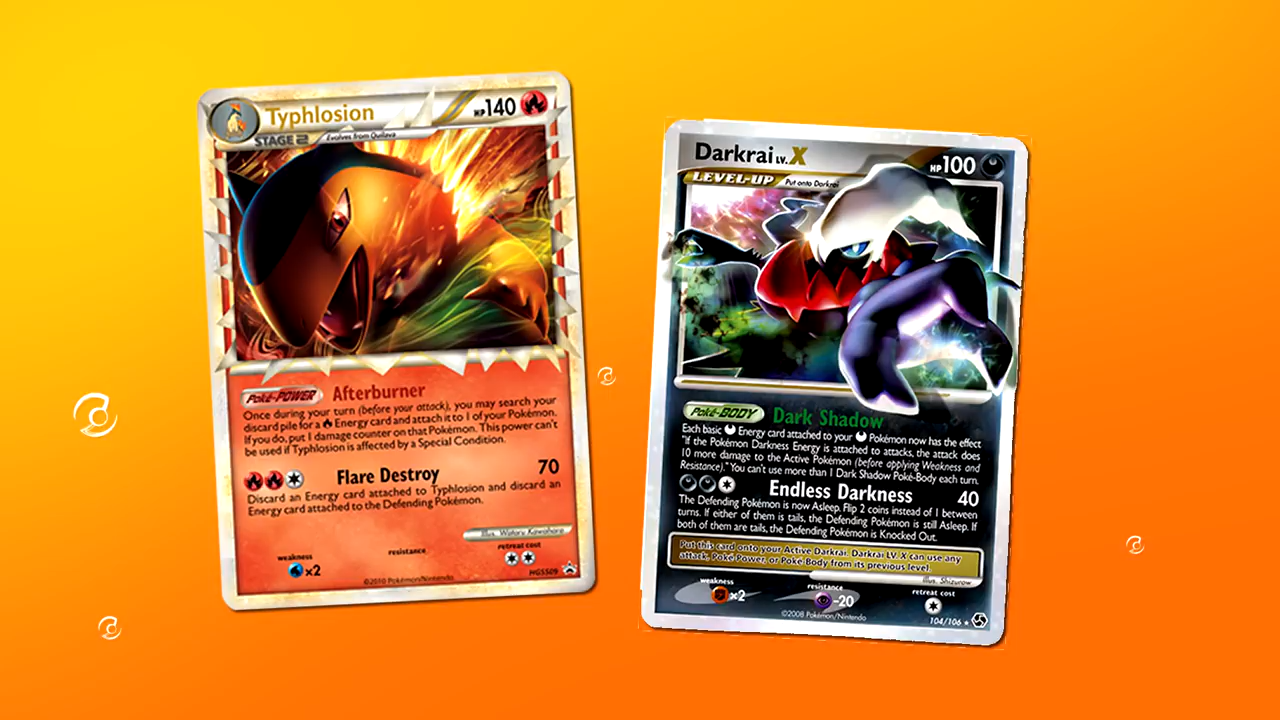 Typhlosion
HP 140
STAGE 2
Evolves from Quilava
Poké-POWER Afterburner
Once during your turn (before your attack), you may search your
discard pile for a Energy card and attach it to 1 of your Pokémon.
If you do, put 1 damage counter on that Pokémon. This power can't
be used if Typhlosion is affected by a Special Condition.
Flare Destroy 70
Discard an Energy card attached to Typhlosion and discard an
Energy card attached to the Defending Pokémon.
Illus. Wataru Kawahara
weakness resistance retreat cost
×2
©2010 Pokémon/Nintendo
HGSS09
Darkrai LV.X
HP 100
LEVEL-UP
Put onto Darkrai
Poké-BODY Dark Shadow
Each basic Energy card attached to your Pokémon now has the effect
"If the Pokémon Darkness Energy is attached to attacks, the attack does
10 more damage to the Active Pokémon (before applying Weakness and
Resistance)." You can't use more than 1 Dark Shadow Poké-Body each turn.
Endless Darkness 40
The Defending Pokémon is now Asleep. Flip 2 coins instead of 1 between
turns. If either of them is tails, the Defending Pokémon is still Asleep. If
both of them are tails, the Defending Pokémon is Knocked Out.
Put this card onto your Active Darkrai. Darkrai LV. X can use any
attack, Poké-Power, or Poké-Body from its previous level.
Illus. Shizurow
weakness resistance retreat cost
×2 -20
©2008 Pokémon/Nintendo
104/106